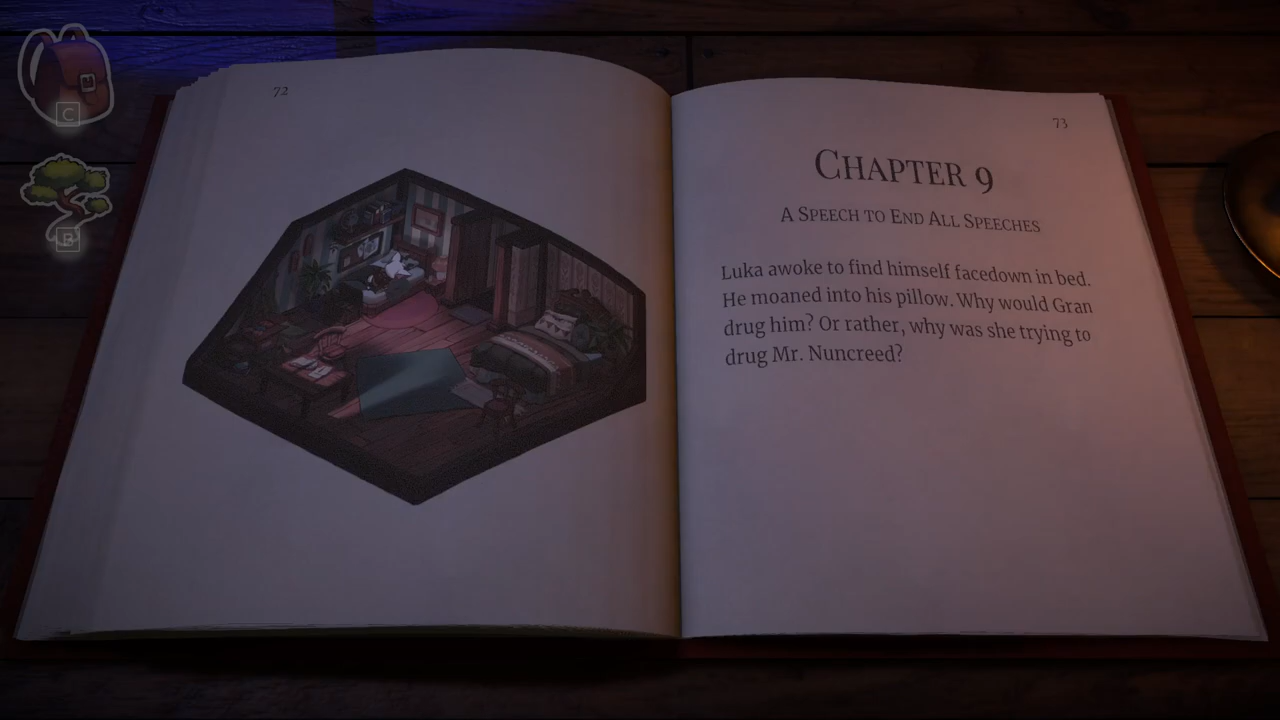 C
B
72
73
Chapter 9
A Speech to End All Speeches
Luka awoke to find himself facedown in bed.
He moaned into his pillow. Why would Gran
drug him? Or rather, why was she trying to
drug Mr. Nuncreed?